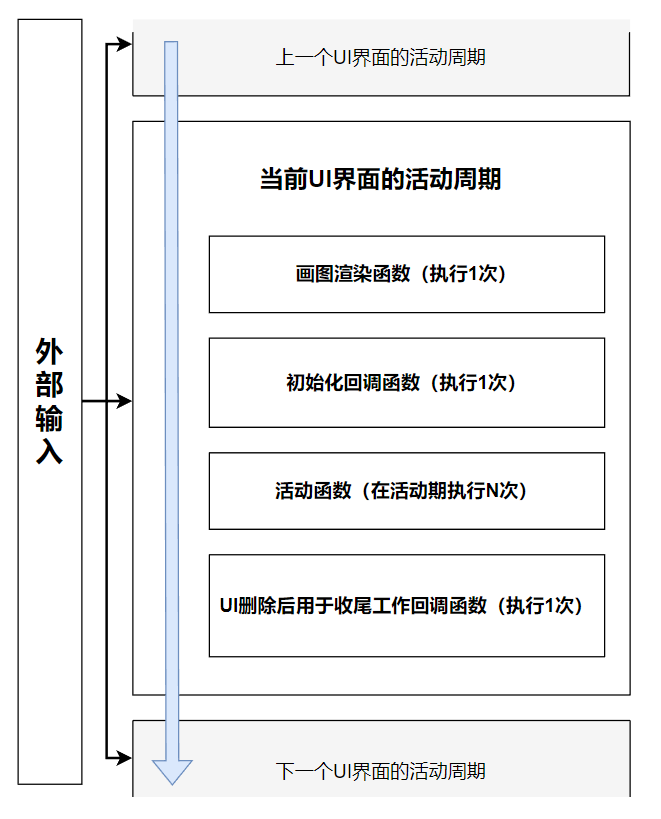 外
部
输
入
上一个UI界面的活动周期
当前UI界面的活动周期
画图渲染函数（执行1次）
初始化回调函数（执行1次）
活动函数（在活动期执行N次）
UI删除后用于收尾工作回调函数（执行1次）
下一个UI界面的活动周期